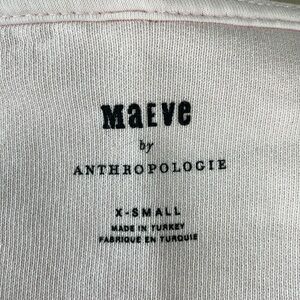 MAEVE
by
ANTHROPOLOGIE
X-SMALL
MADE IN TURKEY
FABRIQUE EN TURQUIE